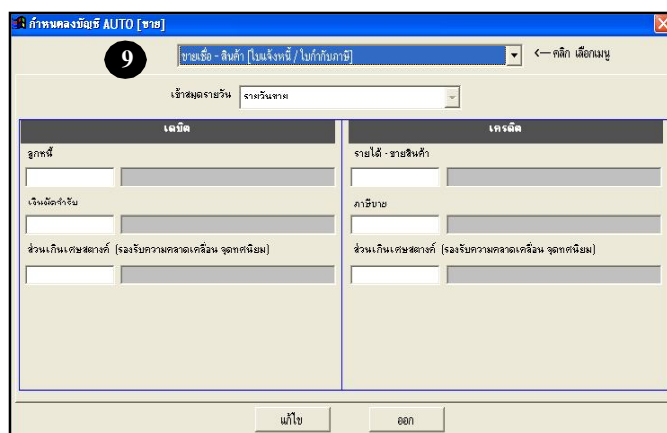 กำหนดลงบัญชี AUTO [ขาย]
9
ขายเชื่อ - สินค้า [ใบแจ้งหนี้ / ใบกำกับภาษี]
<— คลิก เลือกเมนู
เข้าสมุดรายวัน รายวันขาย
เดบิต
เครดิต
ลูกหนี้
รายได้ - ขายสินค้า
เงินมัดจำรับ
ภาษีขาย
ส่วนเกินเศษสตางค์ (รองรับความคลาดเคลื่อน จุดทศนิยม)
ส่วนเกินเศษสตางค์ (รองรับความคลาดเคลื่อน จุดทศนิยม)
แก้ไข
ออก